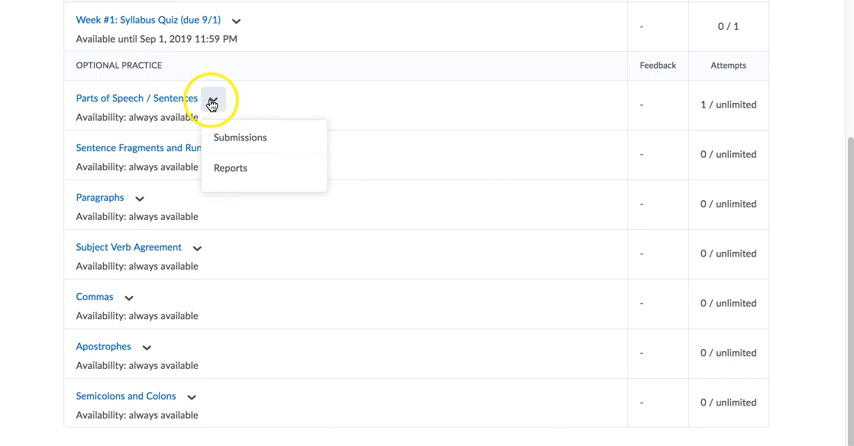 Week #1: Syllabus Quiz (due 9/1)
Available until Sep 1, 2019 11:59 PM
-
0 / 1
OPTIONAL PRACTICE
Feedback
Attempts
Parts of Speech / Sentences
Availability: always available
-
1 / unlimited
Submissions
Reports
Sentence Fragments and Run
Availability: always available
-
0 / unlimited
Paragraphs
Availability: always available
-
0 / unlimited
Subject Verb Agreement
Availability: always available
-
0 / unlimited
Commas
Availability: always available
-
0 / unlimited
Apostrophes
Availability: always available
-
0 / unlimited
Semicolons and Colons
Availability: always available
-
0 / unlimited